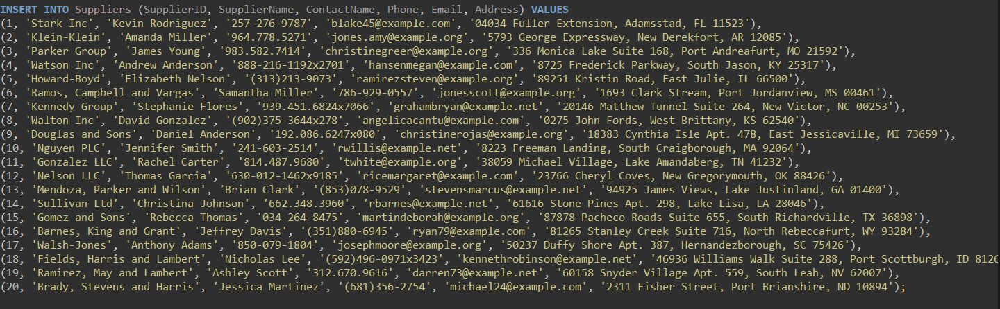 INSERT INTO Suppliers (SupplierID, SupplierName, ContactName, Phone, Email, Address) VALUES
(1, 'Stark Inc', 'Kevin Rodriguez', '257-276-9787', 'blake45@example.com', '04034 Fuller Extension, Adamsstad, FL 11523'),
(2, 'Klein-Klein', 'Amanda Miller', '964.778.5271', 'jones.amy@example.org', '5793 George Expressway, New Derekfort, AR 12085'),
(3, 'Parker Group', 'James Young', '983.582.7414', 'christinegreer@example.org', '336 Monica Lake Suite 168, Port Andreafurt, MO 21592'),
(4, 'Watson Inc', 'Andrew Anderson', '888-216-1192x2701', 'hansenmegan@example.com', '8725 Frederick Parkway, South Jason, KY 25317'),
(5, 'Howard-Boyd', 'Elizabeth Nelson', '(313)213-9073', 'ramirezsteven@example.org', '89251 Kristin Road, East Julie, IL 66500'),
(6, 'Ramos, Campbell and Vargas', 'Samantha Miller', '786-929-0557', 'jonesscott@example.org', '1693 Clark Stream, Port Jordanview, MS 00461'),
(7, 'Kennedy Group', 'Stephanie Flores', '939.451.6824x7066', 'grahambryan@example.net', '20146 Matthew Tunnel Suite 264, New Victor, NC 00253'),
(8, 'Walton Inc', 'David Gonzalez', '(902)375-3644x278', 'angelicacantu@example.com', '0275 John Fords, West Brittany, KS 62540'),
(9, 'Douglas and Sons', 'Daniel Anderson', '192.086.6247x080', 'christinerojas@example.org', '18383 Cynthia Isle Apt. 478, East Jessicaville, MI 73659'),
(10, 'Nguyen PLC', 'Jennifer Smith', '241-603-2514', 'rwillis@example.net', '8223 Freeman Landing, South Craigborough, MA 92064'),
(11, 'Gonzalez LLC', 'Rachel Carter', '814.487.9680', 'twhite@example.org', '38059 Michael Village, Lake Amandaberg, TN 41232'),
(12, 'Nelson LLC', 'Thomas Garcia', '630-012-1462x9185', 'ricemargaret@example.com', '23766 Cheryl Coves, New Gregorymouth, OK 88426'),
(13, 'Mendoza, Parker and Wilson', 'Brian Clark', '(853)078-9529', 'stevensmarcus@example.net', '94925 James Views, Lake Justinland, GA 01400'),
(14, 'Sullivan Ltd', 'Christina Johnson', '662.348.3960', 'rbarnes@example.net', '61616 Stone Pines Apt. 298, Lake Lisa, LA 28046'),
(15, 'Gomez and Sons', 'Rebecca Thomas', '034-264-8475', 'martindeborah@example.org', '87878 Pacheco Roads Suite 655, South Richardville, TX 36898'),
(16, 'Barnes, King and Grant', 'Jeffrey Davis', '(351)880-6945', 'ryan79@example.com', '81265 Stanley Creek Suite 716, North Rebeccafurt, WY 93284'),
(17, 'Walsh-Jones', 'Anthony Adams', '850-079-1804', 'josephmoore@example.org', '50237 Duffy Shore Apt. 387, Hernandezborough, SC 75426'),
(18, 'Fields, Harris and Lambert', 'Nicholas Lee', '(592)496-0971x3423', 'kennethrobinson@example.net', '46936 Williams Walk Suite 288, Port Scottburgh, ID 8126
(19, 'Ramirez, May and Lambert', 'Ashley Scott', '312.670.9616', 'darren73@example.net', '60158 Snyder Village Apt. 559, South Leah, NV 62007'),
(20, 'Brady, Stevens and Harris', 'Jessica Martinez', '(681)356-2754', 'michael24@example.com', '2311 Fisher Street, Port Brianshire, ND 10894');